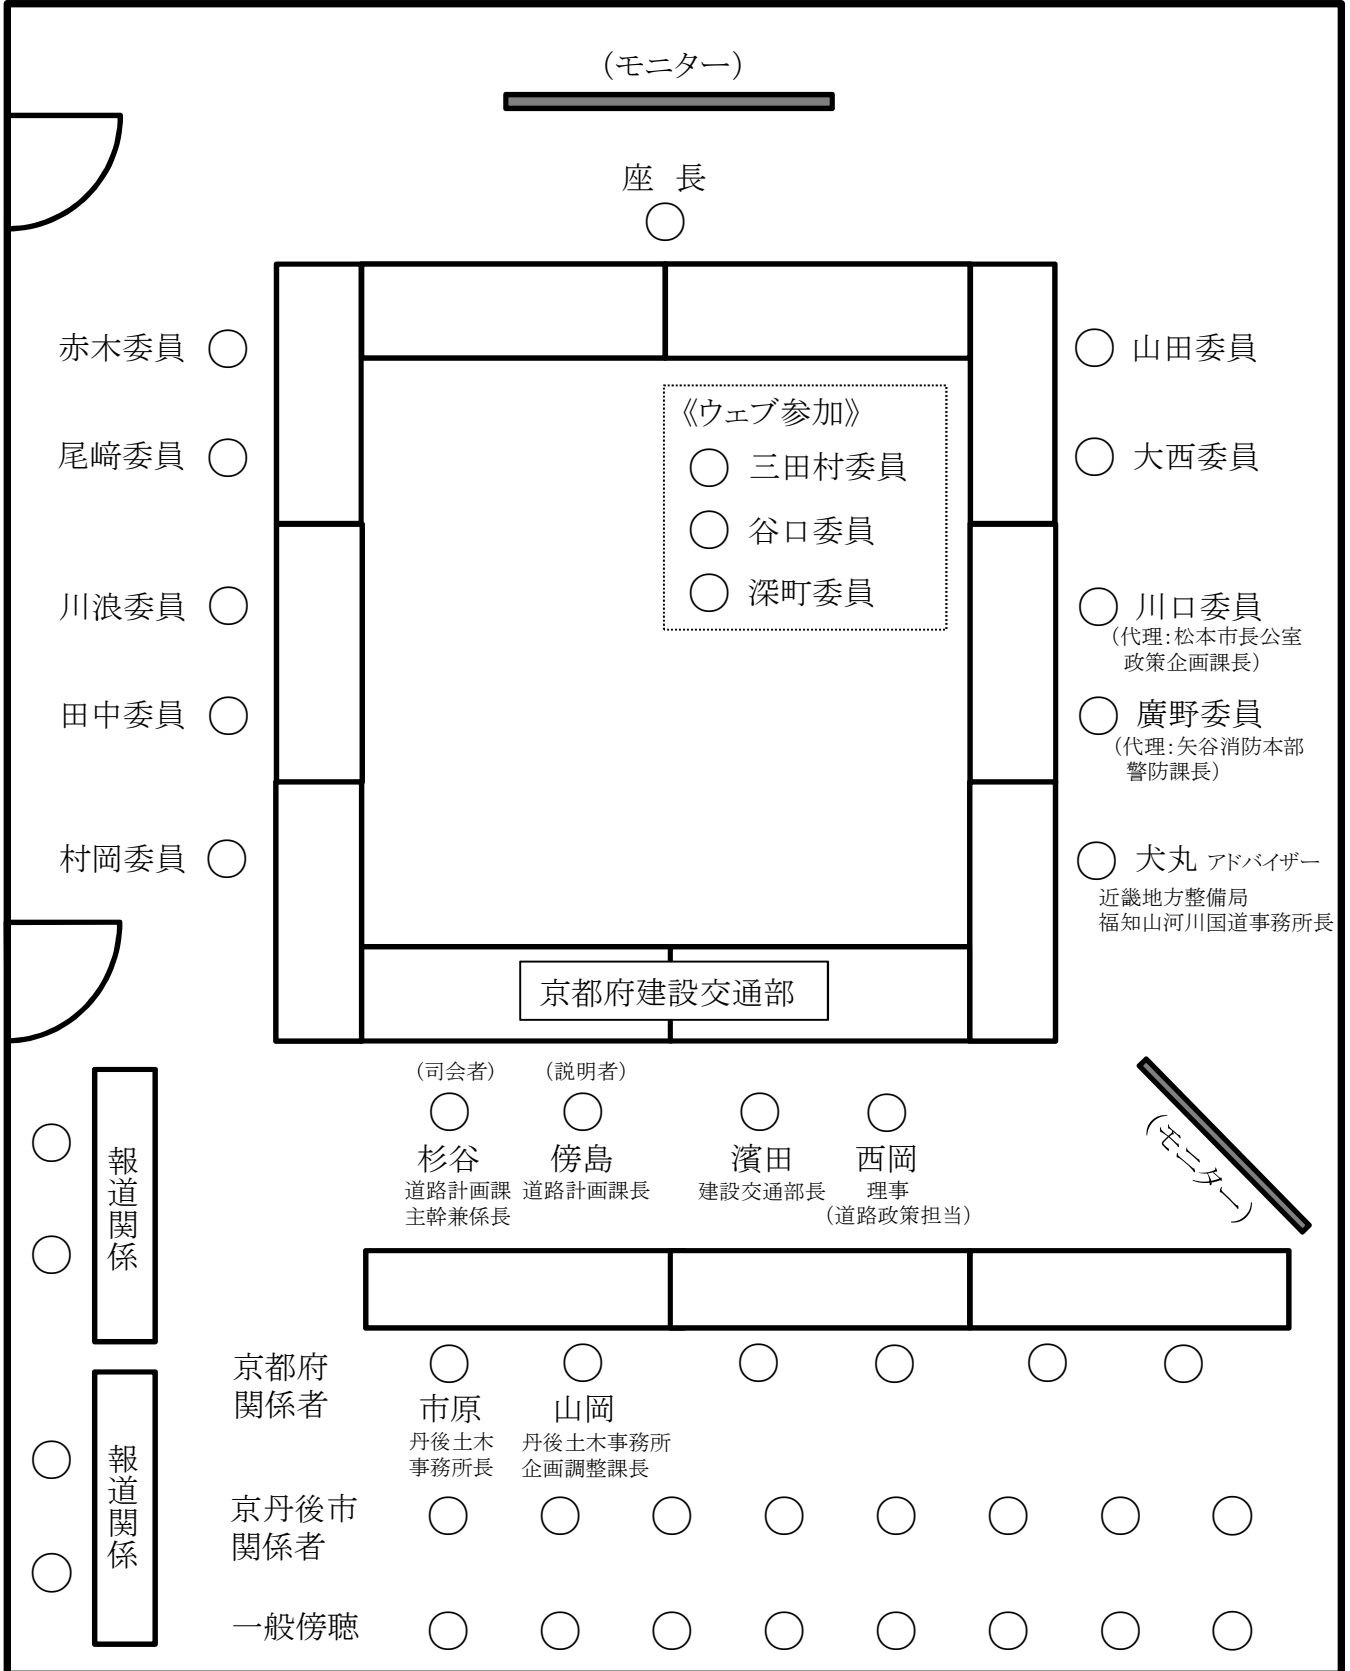 （モニター）
座 長
赤木委員
山田委員
《ウェブ参加》
三田村委員
谷口委員
深町委員
尾﨑委員
大西委員
川浪委員
川口委員
（代理：松本市長公室
政策企画課長）
田中委員
廣野委員
（代理：矢谷消防本部
警防課長）
村岡委員
犬丸 アドバイザー
近畿地方整備局
福知山河川国道事務所長
京都府建設交通部
（司会者）
杉谷
道路計画課
主幹兼係長
（説明者）
傍島
道路計画課長
濱田
建設交通部長
西岡
理事
（道路政策担当）
（モニター）
報道関係
京都府
関係者
市原
丹後土木
事務所長
山岡
丹後土木事務所
企画調整課長
報道関係
京丹後市
関係者
一般傍聴